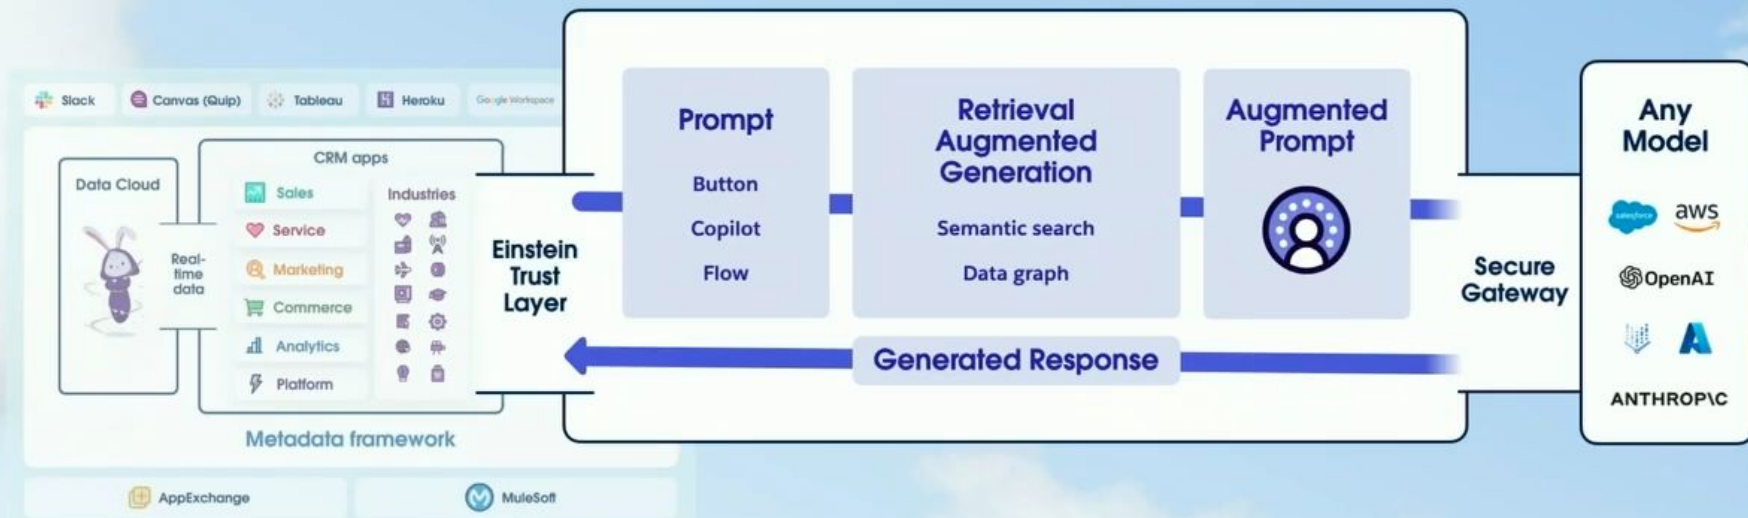 Slack
Canvas (Quip)
Tableau
Heroku
Google Workspace
Data Cloud
Real-
time
data
CRM apps
Sales
Service
Marketing
Commerce
Analytics
Platform
Industries
Metadata framework
AppExchange
MuleSoft
Einstein
Trust
Layer
Prompt
Button
Copilot
Flow
Retrieval
Augmented
Generation
Semantic search
Data graph
Augmented
Prompt
Generated Response
Secure
Gateway
Any
Model
salesforce
aws
OpenAI
ANTHROP\C